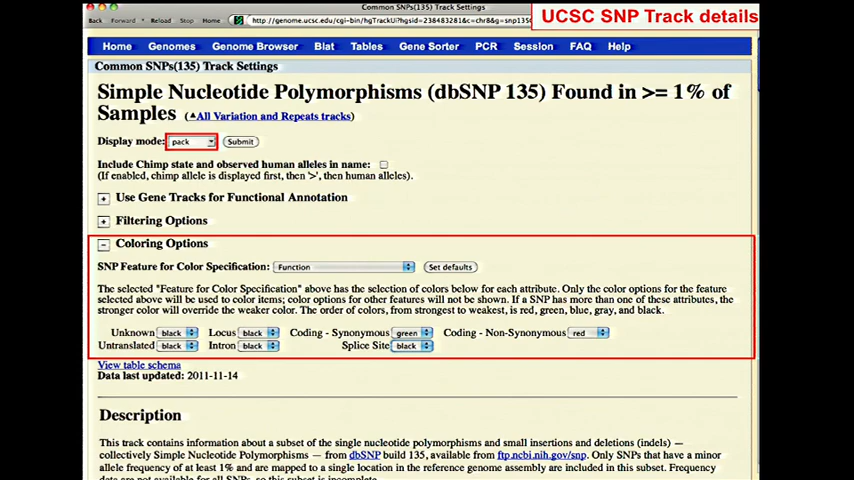 Common SNPs(135) Track Settings
UCSC SNP Track details
Back Forward Reload Stop Home http://genome.ucsc.edu/cgi-bin/hgTrackUi?hgsid=238483281&c=chr8&g=snp135
Home Genomes Genome Browser Blat Tables Gene Sorter PCR Session FAQ Help
Common SNPs(135) Track Settings
Simple Nucleotide Polymorphisms (dbSNP 135) Found in >= 1% of
Samples (▲All Variation and Repeats tracks)
Display mode: pack Submit
Include Chimp state and observed human alleles in name:
(If enabled, chimp allele is displayed first, then '>', then human alleles).
+ Use Gene Tracks for Functional Annotation
+ Filtering Options
− Coloring Options
SNP Feature for Color Specification: Function Set defaults
The selected "Feature for Color Specification" above has the selection of colors below for each attribute. Only the color options for the feature
selected above will be used to color items; color options for other features will not be shown. If a SNP has more than one of these attributes, the
stronger color will override the weaker color. The order of colors, from strongest to weakest, is red, green, blue, gray, and black.
Unknown black Locus black Coding - Synonymous green Coding - Non-Synonymous red
Untranslated black Intron black Splice Site black
View table schema
Data last updated: 2011-11-14
Description
This track contains information about a subset of the single nucleotide polymorphisms and small insertions and deletions (indels) —
collectively Simple Nucleotide Polymorphisms — from dbSNP build 135, available from ftp.ncbi.nih.gov/snp. Only SNPs that have a minor
allele frequency of at least 1% and are mapped to a single location in the reference genome assembly are included in this subset. Frequency
data are not available for all SNPs, so this subset is incomplete.